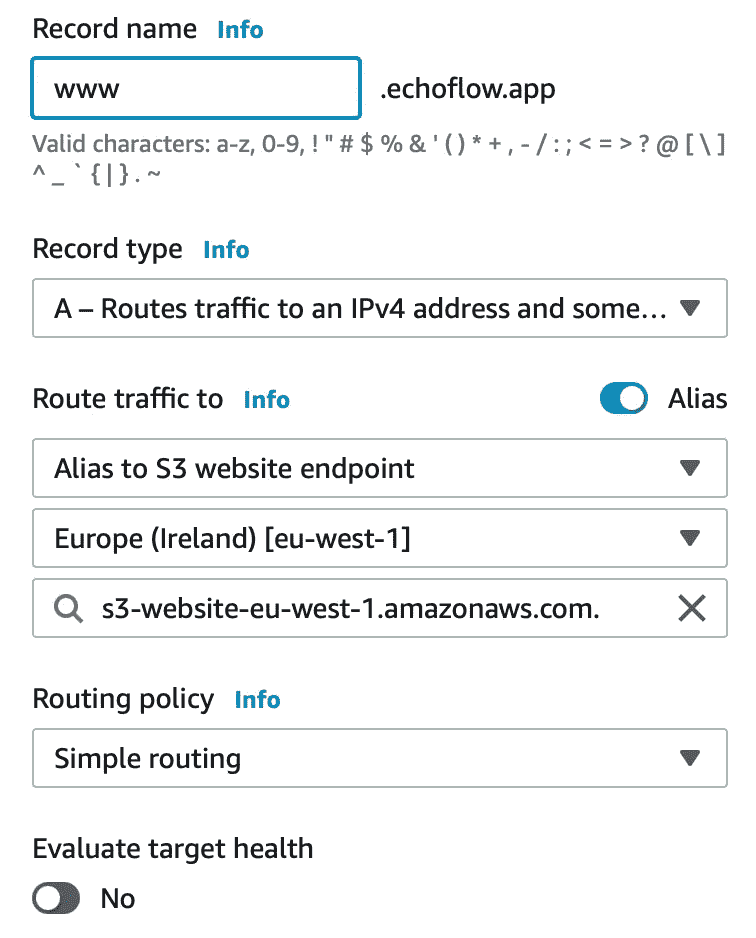 Record name Info
www .echoflow.app
Valid characters: a-z, 0-9, ! " # $ % & ' ( ) * + , - / : ; < = > ? @ [ \ ]
^ _ ` { | } . ~
Record type Info
A – Routes traffic to an IPv4 address and some...
Route traffic to Info Alias
Alias to S3 website endpoint
Europe (Ireland) [eu-west-1]
s3-website-eu-west-1.amazonaws.com.
Routing policy Info
Simple routing
Evaluate target health
No